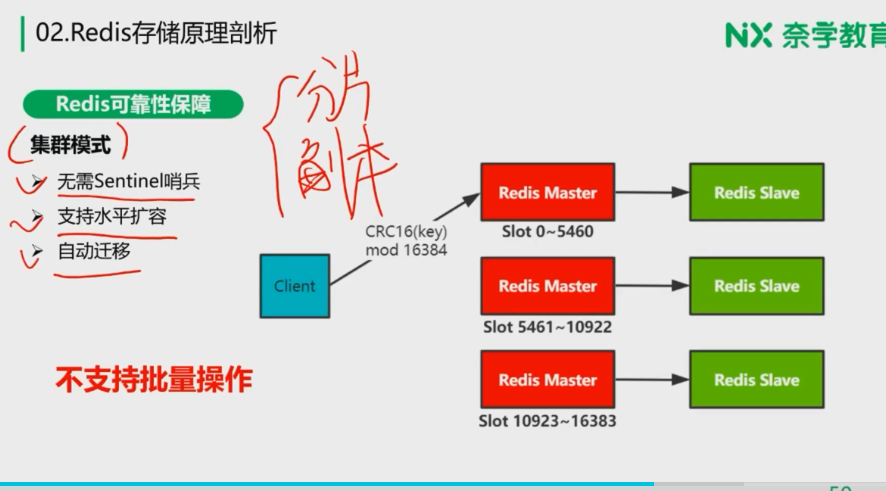 02.Redis存储原理剖析
NiX 奈学教育
Redis可靠性保障
集群模式
无需Sentinel哨兵
支持水平扩容
自动迁移
分片
副本
CRC16(key)
mod 16384
Client
Redis Master
Redis Slave
Slot 0~5460
Redis Master
Redis Slave
Slot 5461~10922
Redis Master
Redis Slave
Slot 10923~16383
不支持批量操作